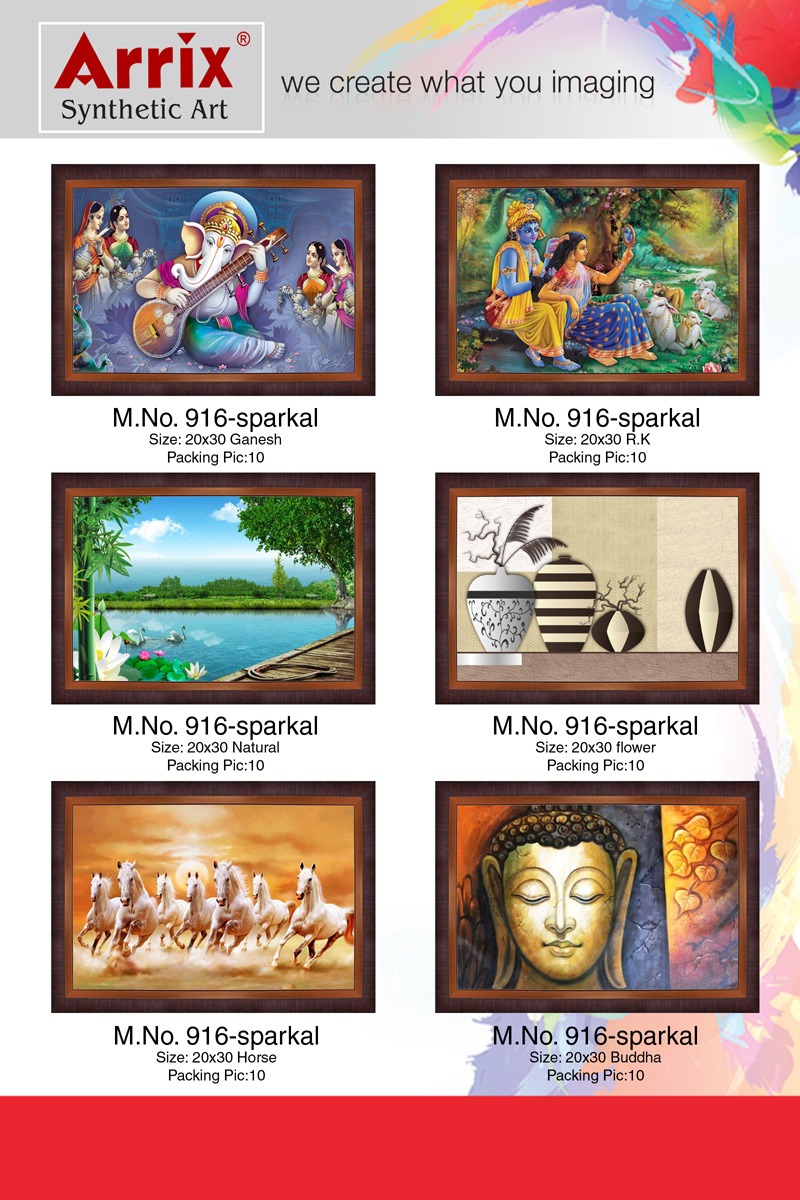 Arrix®
Synthetic Art
we create what you imaging
M.No. 916-sparkal
Size: 20x30 Ganesh
Packing Pic:10
M.No. 916-sparkal
Size: 20x30 R.K
Packing Pic:10
M.No. 916-sparkal
Size: 20x30 Natural
Packing Pic:10
M.No. 916-sparkal
Size: 20x30 flower
Packing Pic:10
M.No. 916-sparkal
Size: 20x30 Horse
Packing Pic:10
M.No. 916-sparkal
Size: 20x30 Buddha
Packing Pic:10